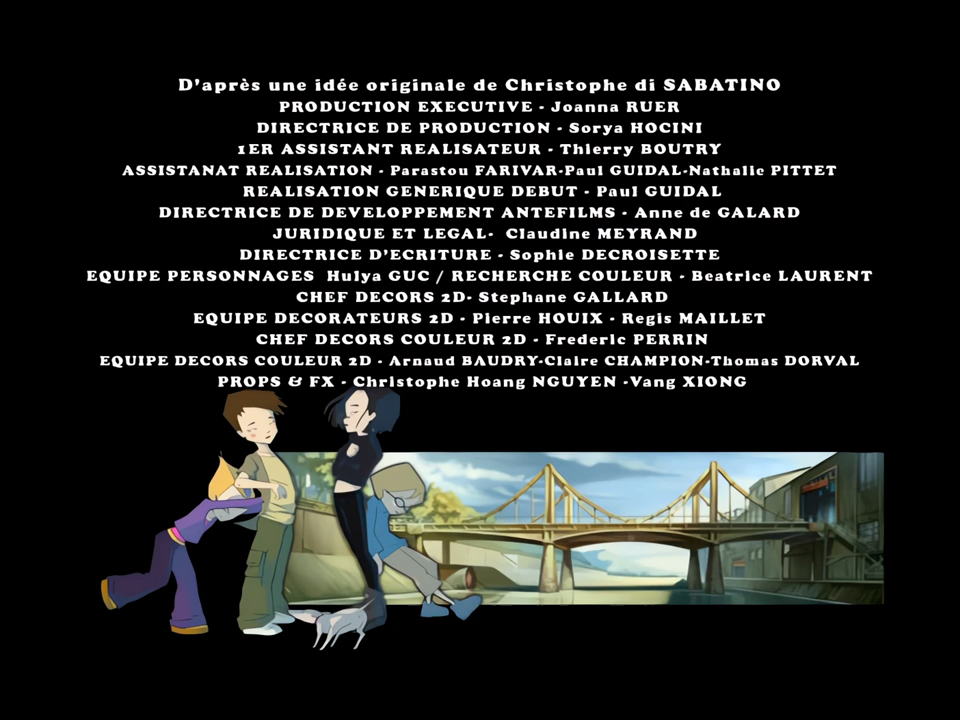 D'après une idée originale de Christophe di SABATINO
PRODUCTION EXECUTIVE - Joanna RUER
DIRECTRICE DE PRODUCTION - Sorya HOCINI
1ER ASSISTANT REALISATEUR - Thierry BOUTRY
ASSISTANAT REALISATION - Parastou FARIVAR-Paul GUIDAL-Nathalie PITTET
REALISATION GENERIQUE DEBUT - Paul GUIDAL
DIRECTRICE DE DEVELOPPEMENT ANTEFILMS - Anne de GALARD
JURIDIQUE ET LEGAL- Claudine MEYRAND
DIRECTRICE D'ECRITURE - Sophie DECROISETTE
EQUIPE PERSONNAGES Hulya GUC / RECHERCHE COULEUR - Beatrice LAURENT
CHEF DECORS 2D- Stephane GALLARD
EQUIPE DECORATEURS 2D - Pierre HOUIX - Regis MAILLET
CHEF DECORS COULEUR 2D - Frederic PERRIN
EQUIPE DECORS COULEUR 2D - Arnaud BAUDRY-Claire CHAMPION-Thomas DORVAL
PROPS & FX - Christophe Hoang NGUYEN -Vang XIONG